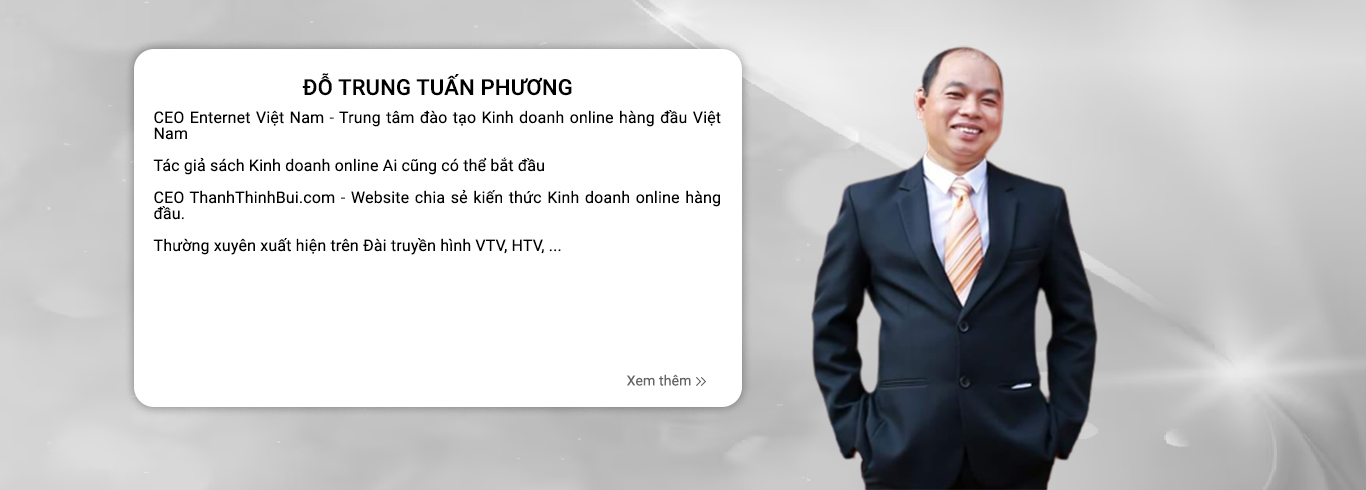 ĐỖ TRUNG TUẤN PHƯƠNG
CEO Enternet Việt Nam - Trung tâm đào tạo Kinh doanh online hàng đầu Việt
Nam
Tác giả sách Kinh doanh online Ai cũng có thể bắt đầu
CEO ThanhThinhBui.com - Website chia sẻ kiến thức Kinh doanh online hàng
đầu.
Thường xuyên xuất hiện trên Đài truyền hình VTV, HTV, ...
Xem thêm »